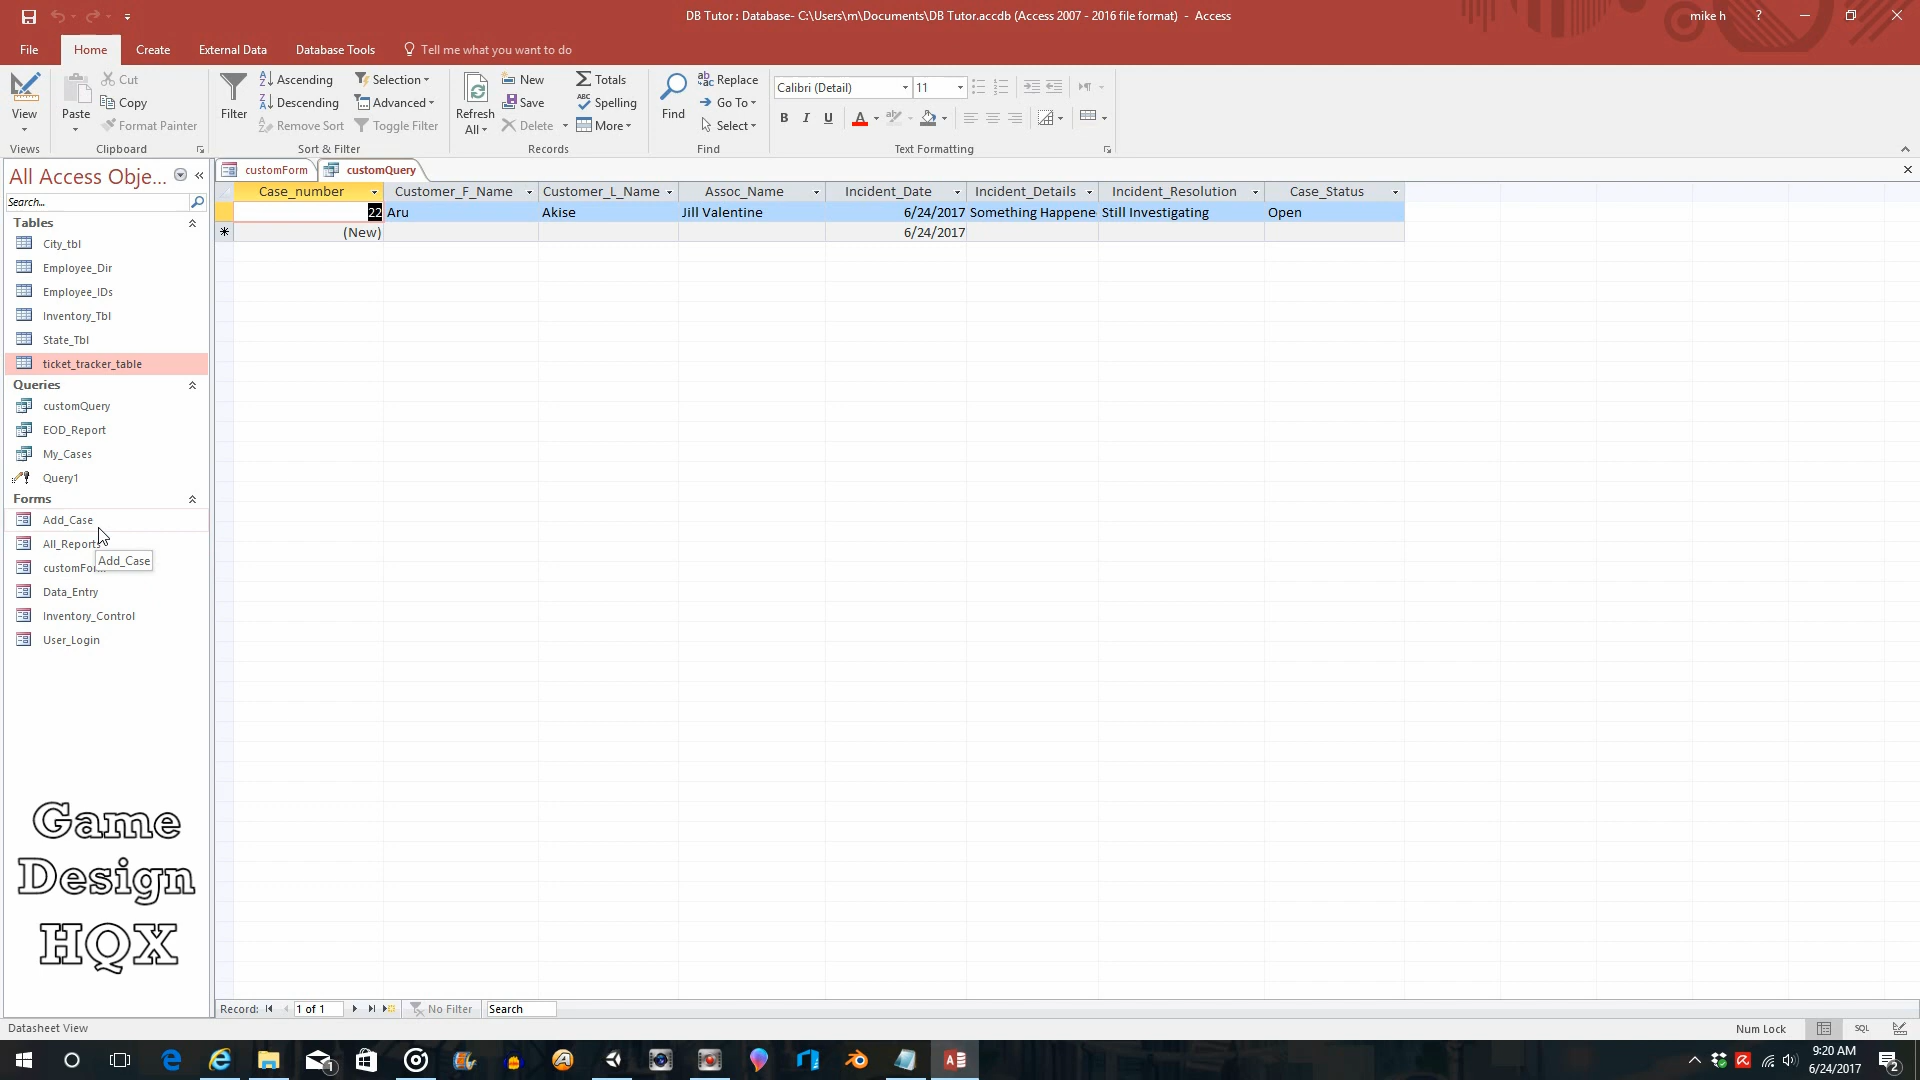 DB Tutor : Database- C:\Users\m\Documents\DB Tutor.accdb (Access 2007 - 2016 file format) - Access
mike h
?
File Home Create External Data Database Tools Tell me what you want to do
View
Views
Paste
Cut
Copy
Format Painter
Clipboard
Filter
Ascending
Descending
Remove Sort
Selection
Advanced
Toggle Filter
Sort & Filter
Refresh
All
New
Save
Delete
Totals
Spelling
More
Records
Find
Replace
Go To
Select
Find
Calibri (Detail)
11
B I U A
Text Formatting
All Access Obje...
Search...
Tables
City_tbl
Employee_Dir
Employee_IDs
Inventory_Tbl
State_Tbl
ticket_tracker_table
Queries
customQuery
EOD_Report
My_Cases
Query1
Forms
Add_Case
All_Reports
Add_Case
customFor
Data_Entry
Inventory_Control
User_Login
Game
Design
HQX
customForm customQuery
Case_number Customer_F_Name Customer_L_Name Assoc_Name Incident_Date Incident_Details Incident_Resolution Case_Status
22 Aru Akise Jill Valentine 6/24/2017 Something Happene Still Investigating Open
(New) 6/24/2017
Record: 1 of 1 No Filter Search
Datasheet View
Num Lock
SQL
9:20 AM
6/24/2017
1
2